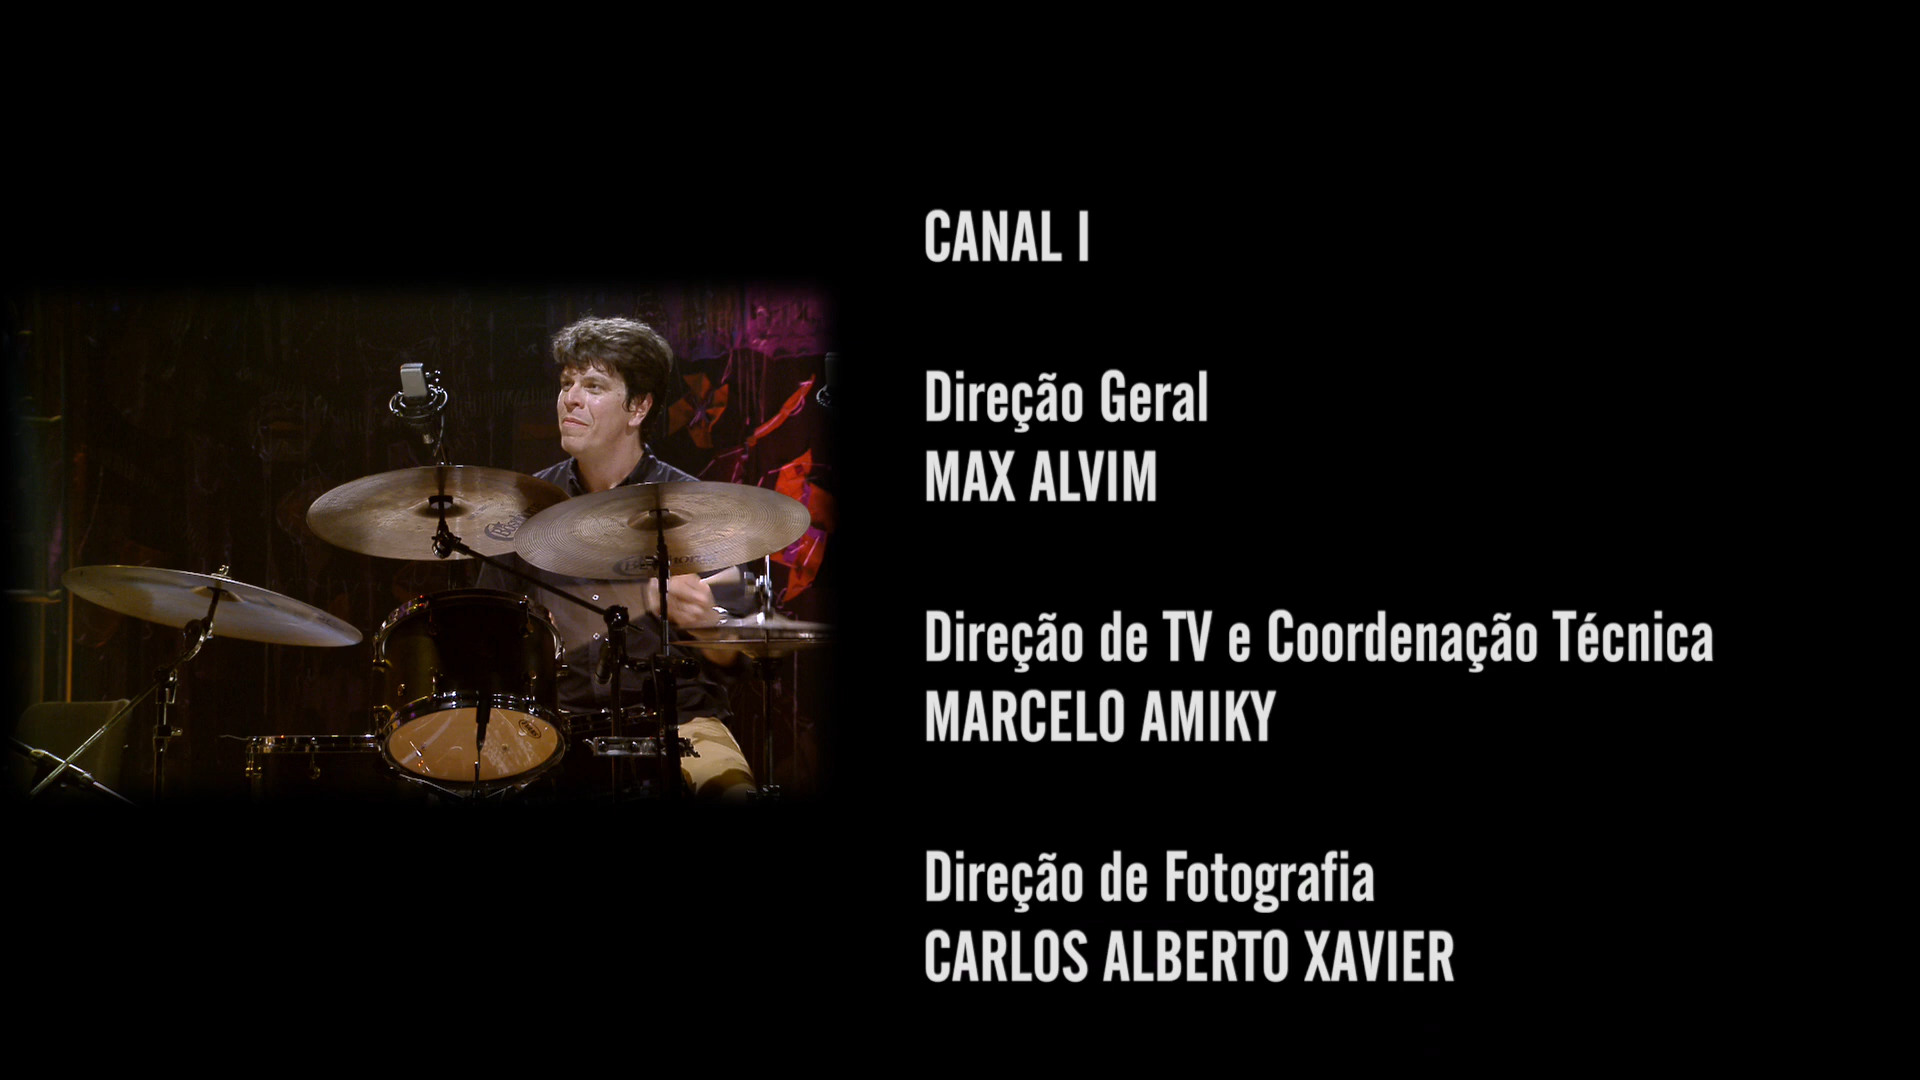 CANAL I
Direção Geral
MAX ALVIM
Direção de TV e Coordenação Técnica
MARCELO AMIKY
Direção de Fotografia
CARLOS ALBERTO XAVIER